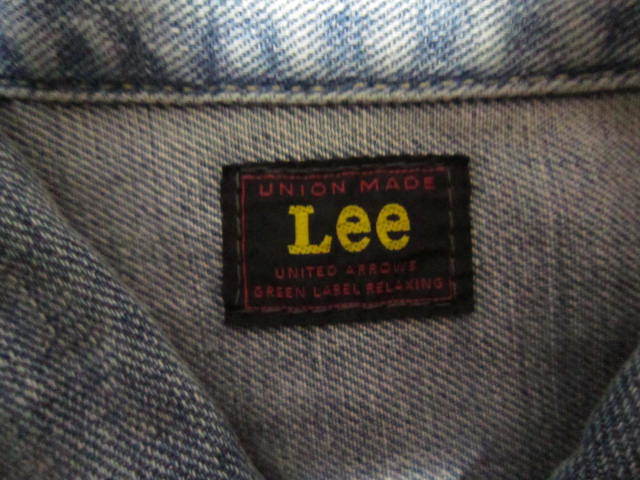 UNION MADE
Lee
UNITED ARROWS
GREEN LABEL RELAXING